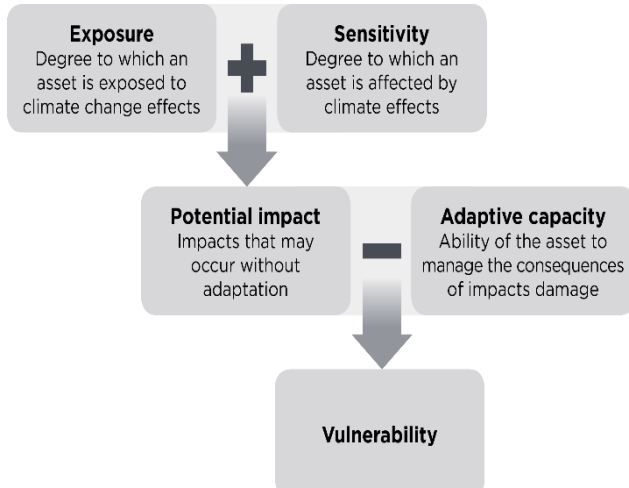 Exposure
Degree to which an
asset is exposed to
climate change effects
Sensitivity
Degree to which an
asset is affected by
climate effects
Potential impact
Impacts that may
occur without
adaptation
Adaptive capacity
Ability of the asset to
manage the consequences
of impacts damage
Vulnerability